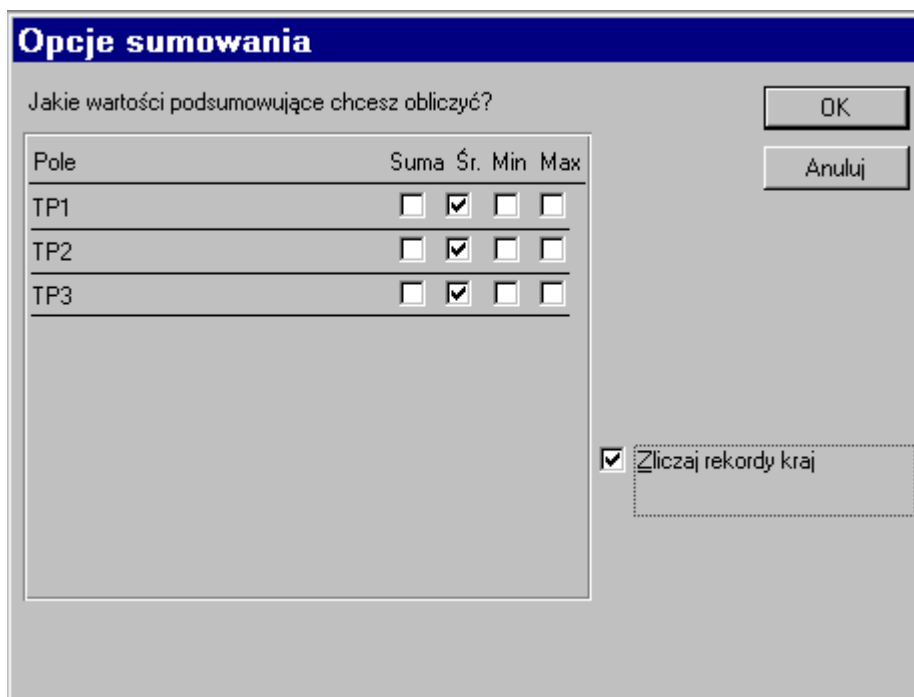 Opcje sumowania
Jakie wartości podsumowujące chcesz obliczyć?
OK
Anuluj
Pole Suma Śr. Min Max
TP1
TP2
TP3
Zliczaj rekordy kraj